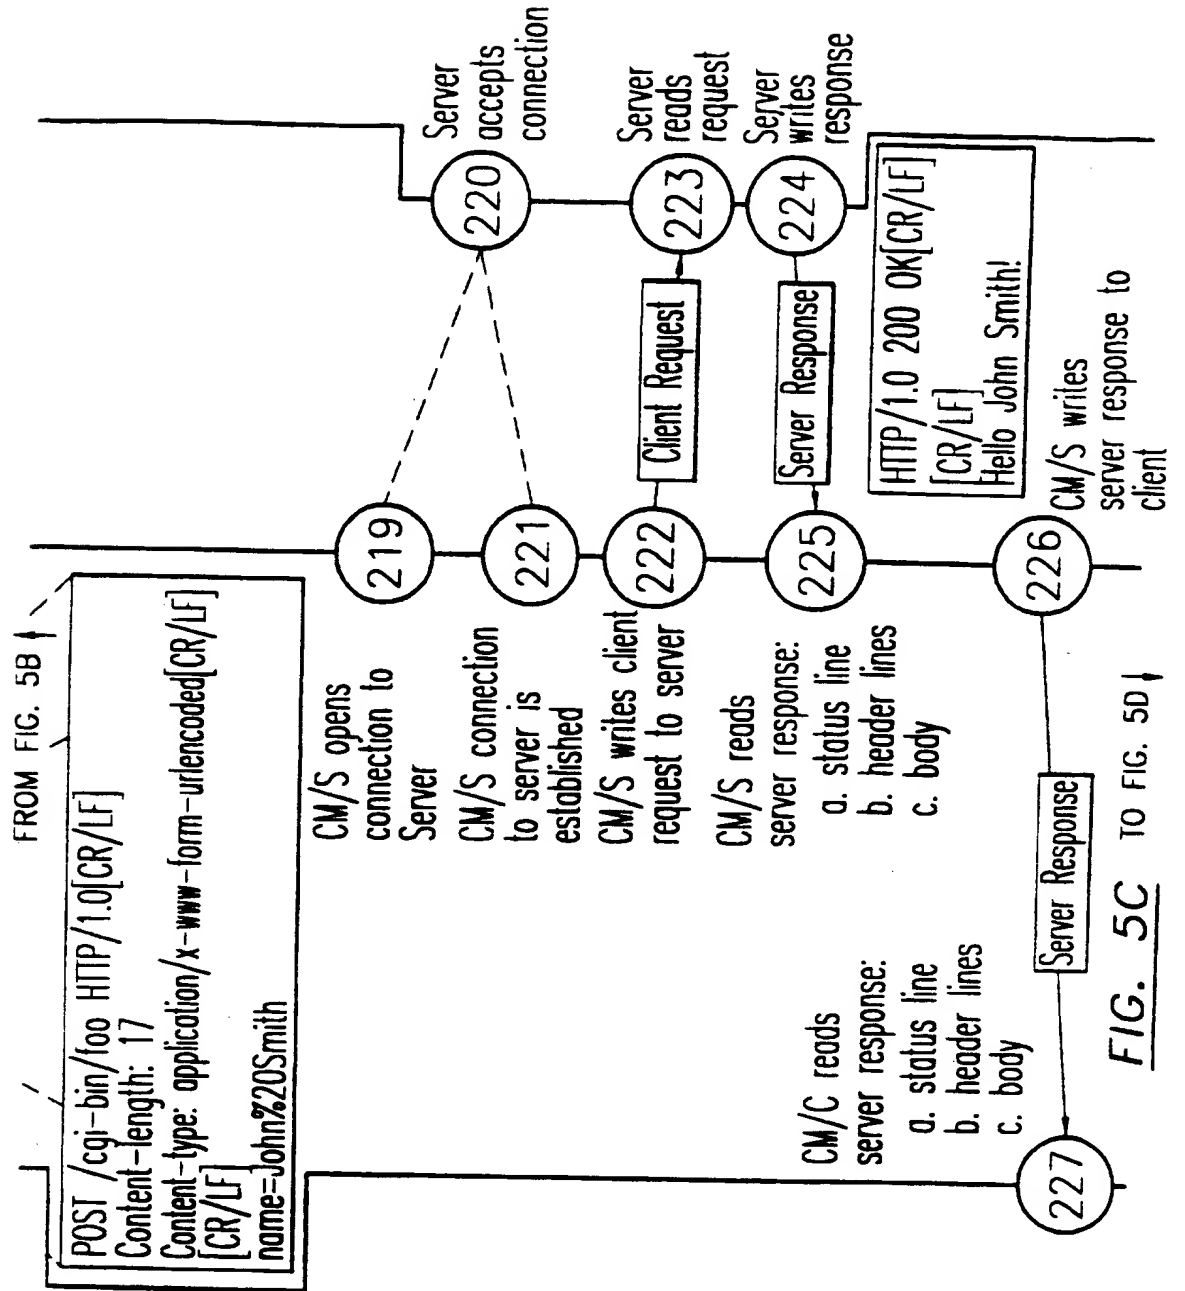 FROM FIG. 5B
POST /cgi-bin/foo HTTP/1.0[CR/LF]
Content-length: 17
Content-type: application/x-www-form-urlencoded[CR/LF]
[CR/LF]
name=John%20Smith
219
CM/S opens
connection to
Server
220
Server
accepts
connection
221
CM/S connection
to server is
established
222
CM/S writes client
request to server
Client Request
223
Server
reads
request
224
Server
writes
response
Server Response
225
CM/S reads
server response:
a. status line
b. header lines
c. body
HTTP/1.0 200 OK[CR/LF]
[CR/LF]
Hello John Smith!
226
CM/S writes
server response to
client
Server Response
227
CM/C reads
server response:
a. status line
b. header lines
c. body
FIG. 5C
TO FIG. 5D